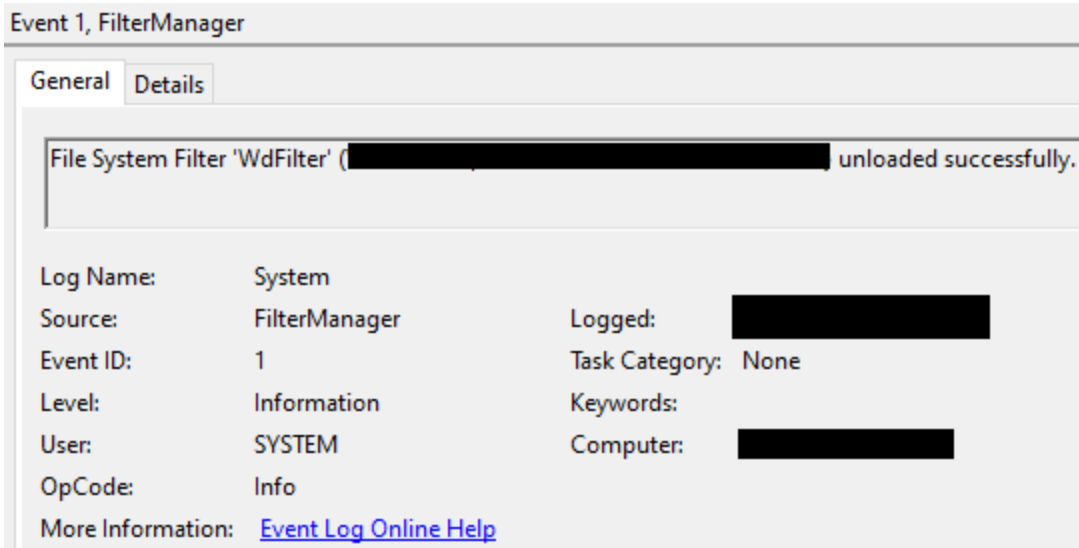 Event 1, FilterManager
General Details
File System Filter 'WdFilter' ( unloaded successfully.
Log Name: System
Source: FilterManager Logged:
Event ID: 1 Task Category: None
Level: Information Keywords:
User: SYSTEM Computer:
OpCode: Info
More Information: Event Log Online Help